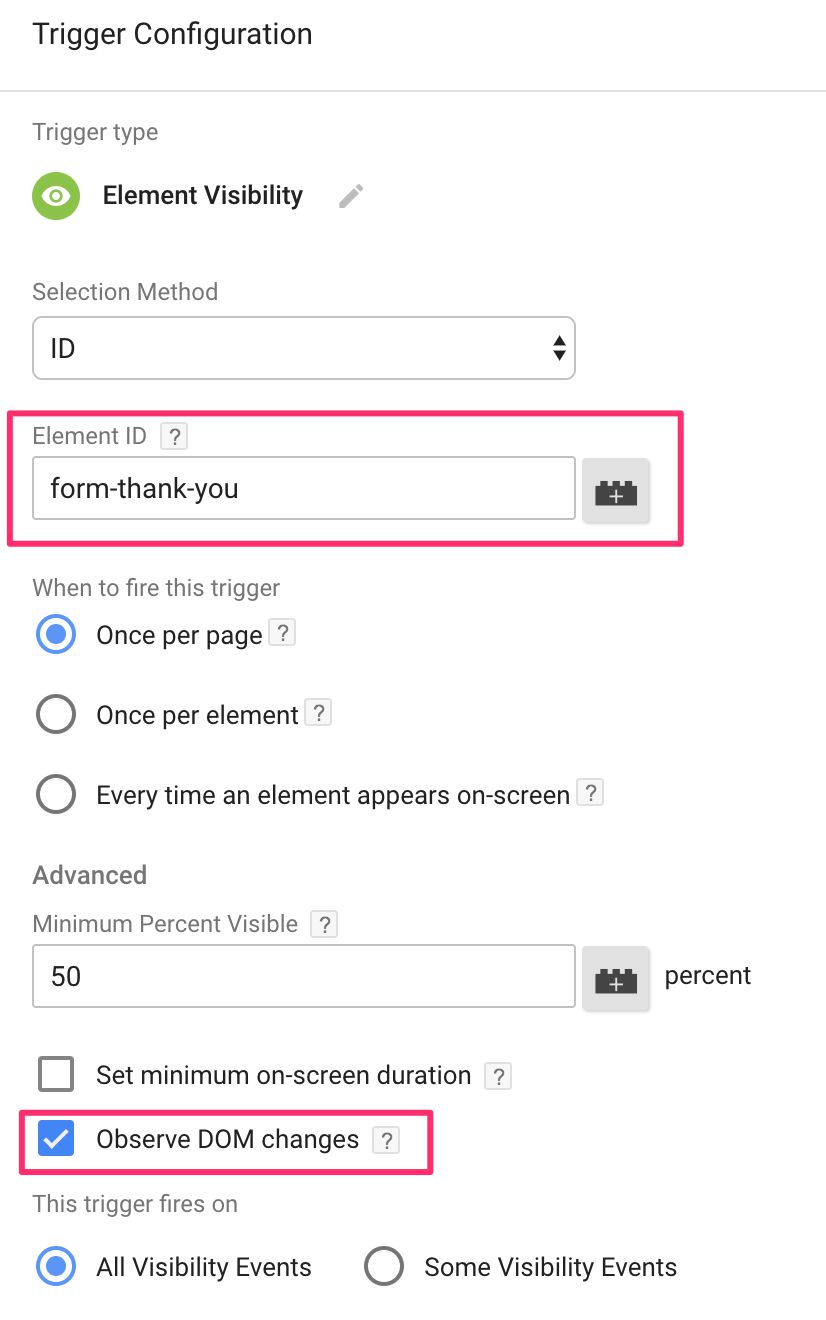 Trigger Configuration
Trigger type
Element Visibility
Selection Method
ID
Element ID ?
form-thank-you
When to fire this trigger
Once per page ?
Once per element ?
Every time an element appears on-screen ?
Advanced
Minimum Percent Visible ?
50 percent
Set minimum on-screen duration ?
Observe DOM changes ?
This trigger fires on
All Visibility Events Some Visibility Events